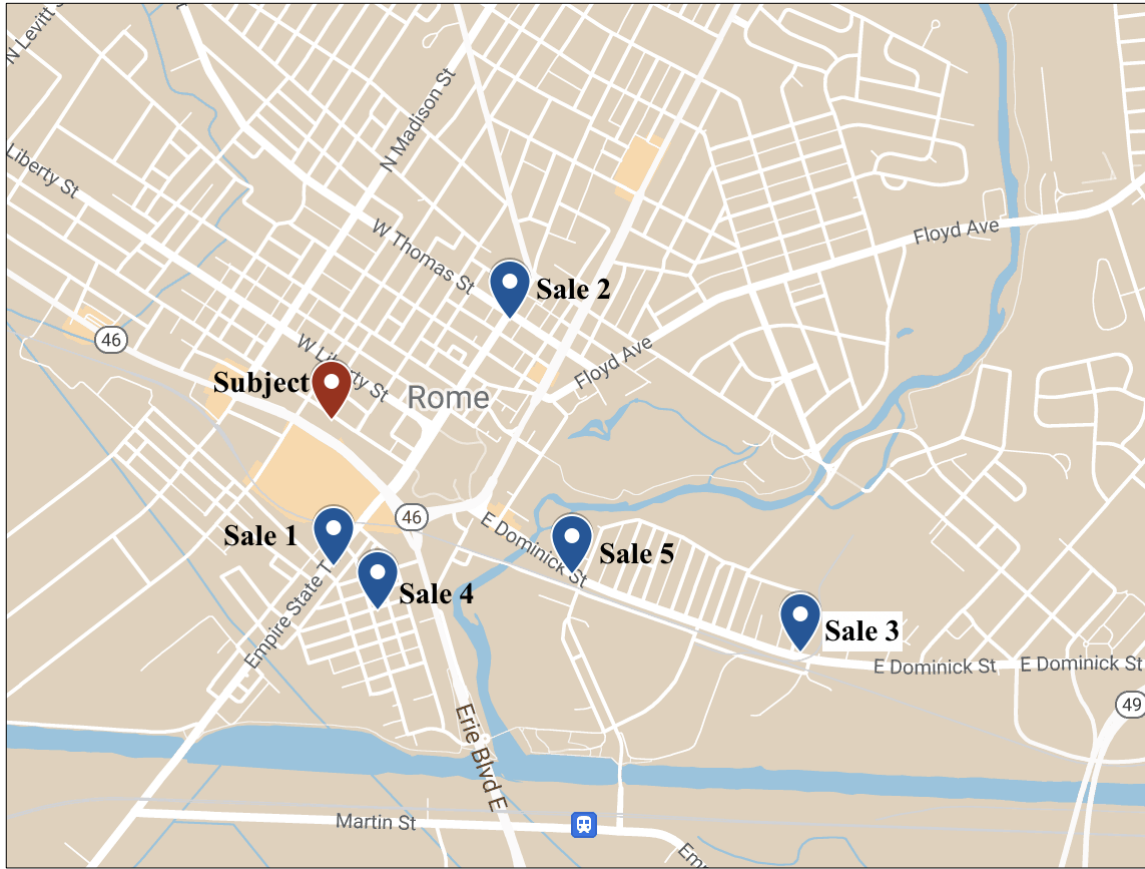 N Levitt S
N Madison St
Liberty St
W Thomas St
Floyd Ave
Sale 2
46
W Liberty St
Floyd Ave
Subject
Rome
46
Sale 1
E Dominick St
Sale 5
Sale 4
Empire State T
Sale 3
E Dominick St
E Dominick St
49
Erie Blvd E
Martin St
Emp